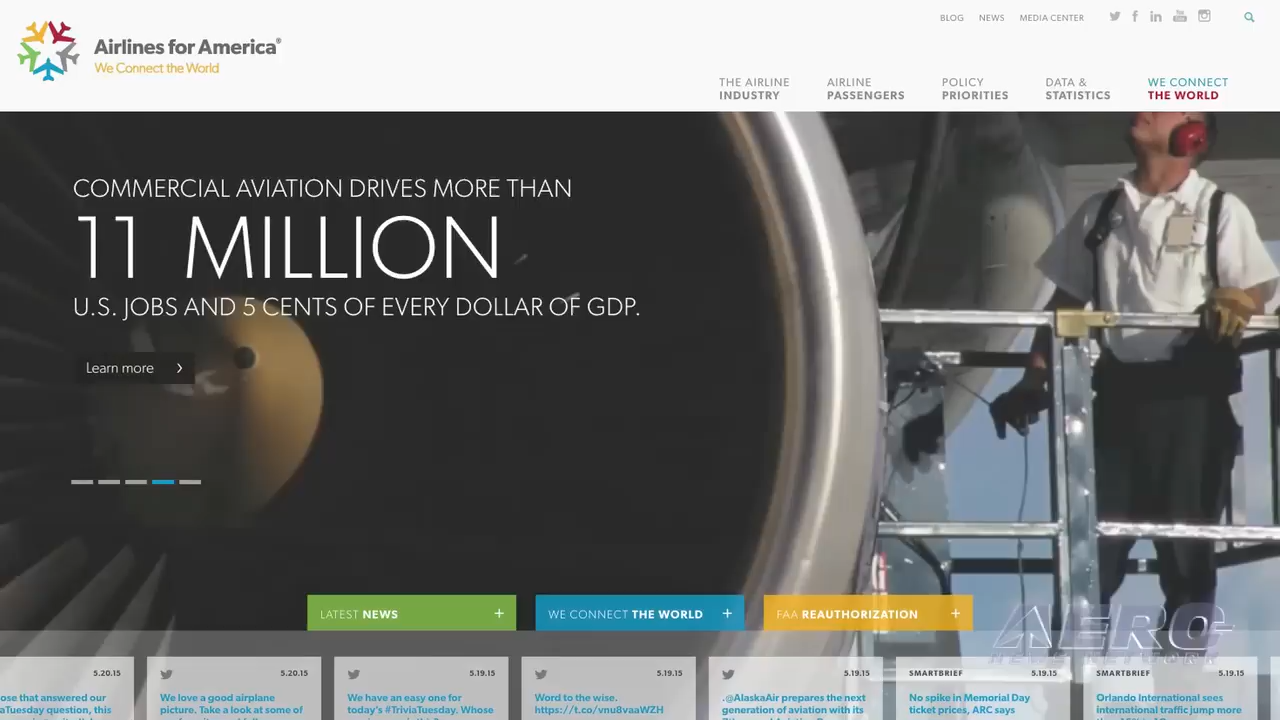 BLOG NEWS MEDIA CENTER
Airlines for America®
We Connect the World
THE AIRLINE
INDUSTRY
AIRLINE
PASSENGERS
POLICY
PRIORITIES
DATA &
STATISTICS
WE CONNECT
THE WORLD
COMMERCIAL AVIATION DRIVES MORE THAN
11 MILLION
U.S. JOBS AND 5 CENTS OF EVERY DOLLAR OF GDP.
Learn more
LATEST NEWS +
WE CONNECT THE WORLD +
FAA REAUTHORIZATION +
AERO
NEWS NETWORK
5.20.15
ose that answered our
aTuesday question, this
5.20.15
We love a good airplane
picture. Take a look at some of
5.19.15
We have an easy one for
today's #TriviaTuesday. Whose
5.19.15
Word to the wise.
https://t.co/vnu8vaaWZH
5.19.15
.@AlaskaAir prepares the next
generation of aviation with its
SMARTBRIEF 5.19.15
No spike in Memorial Day
ticket prices, ARC says
SMARTBRIEF 5.19.15
Orlando International sees
international traffic jump more